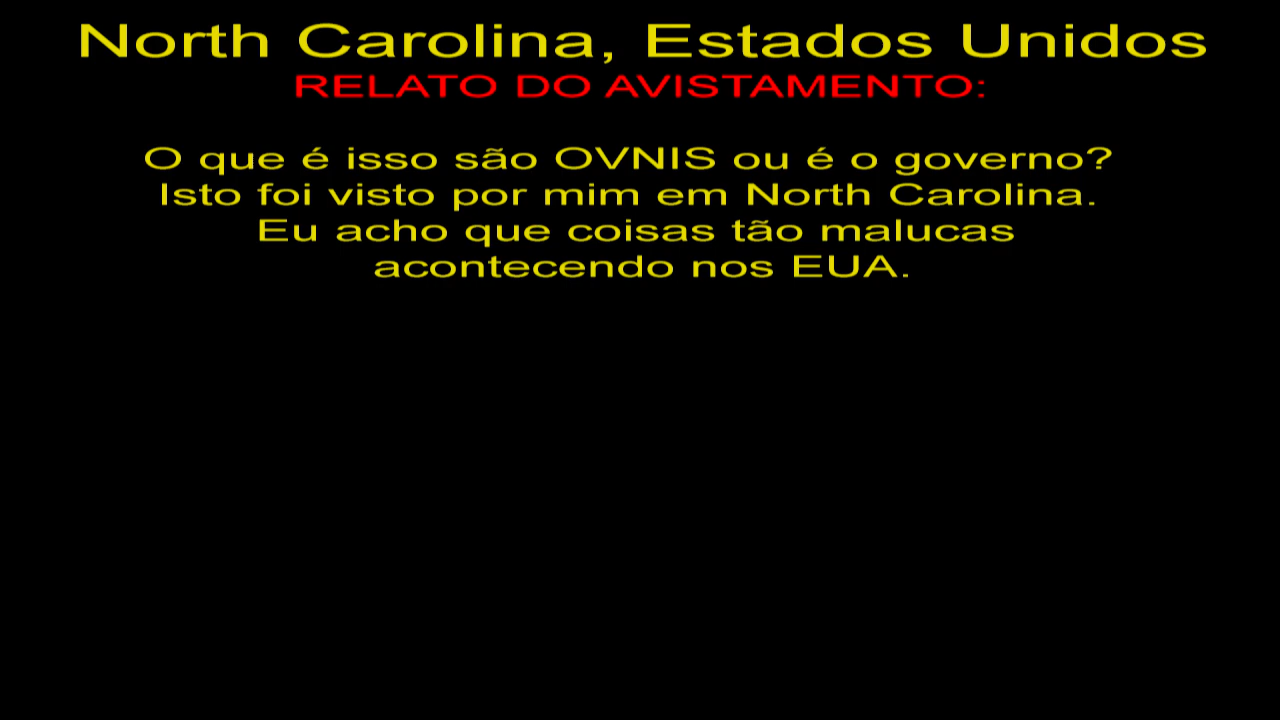 North Carolina, Estados Unidos
RELATO DO AVISTAMENTO:
O que é isso são OVNIS ou é o governo?
Isto foi visto por mim em North Carolina.
Eu acho que coisas tão malucas
acontecendo nos EUA.